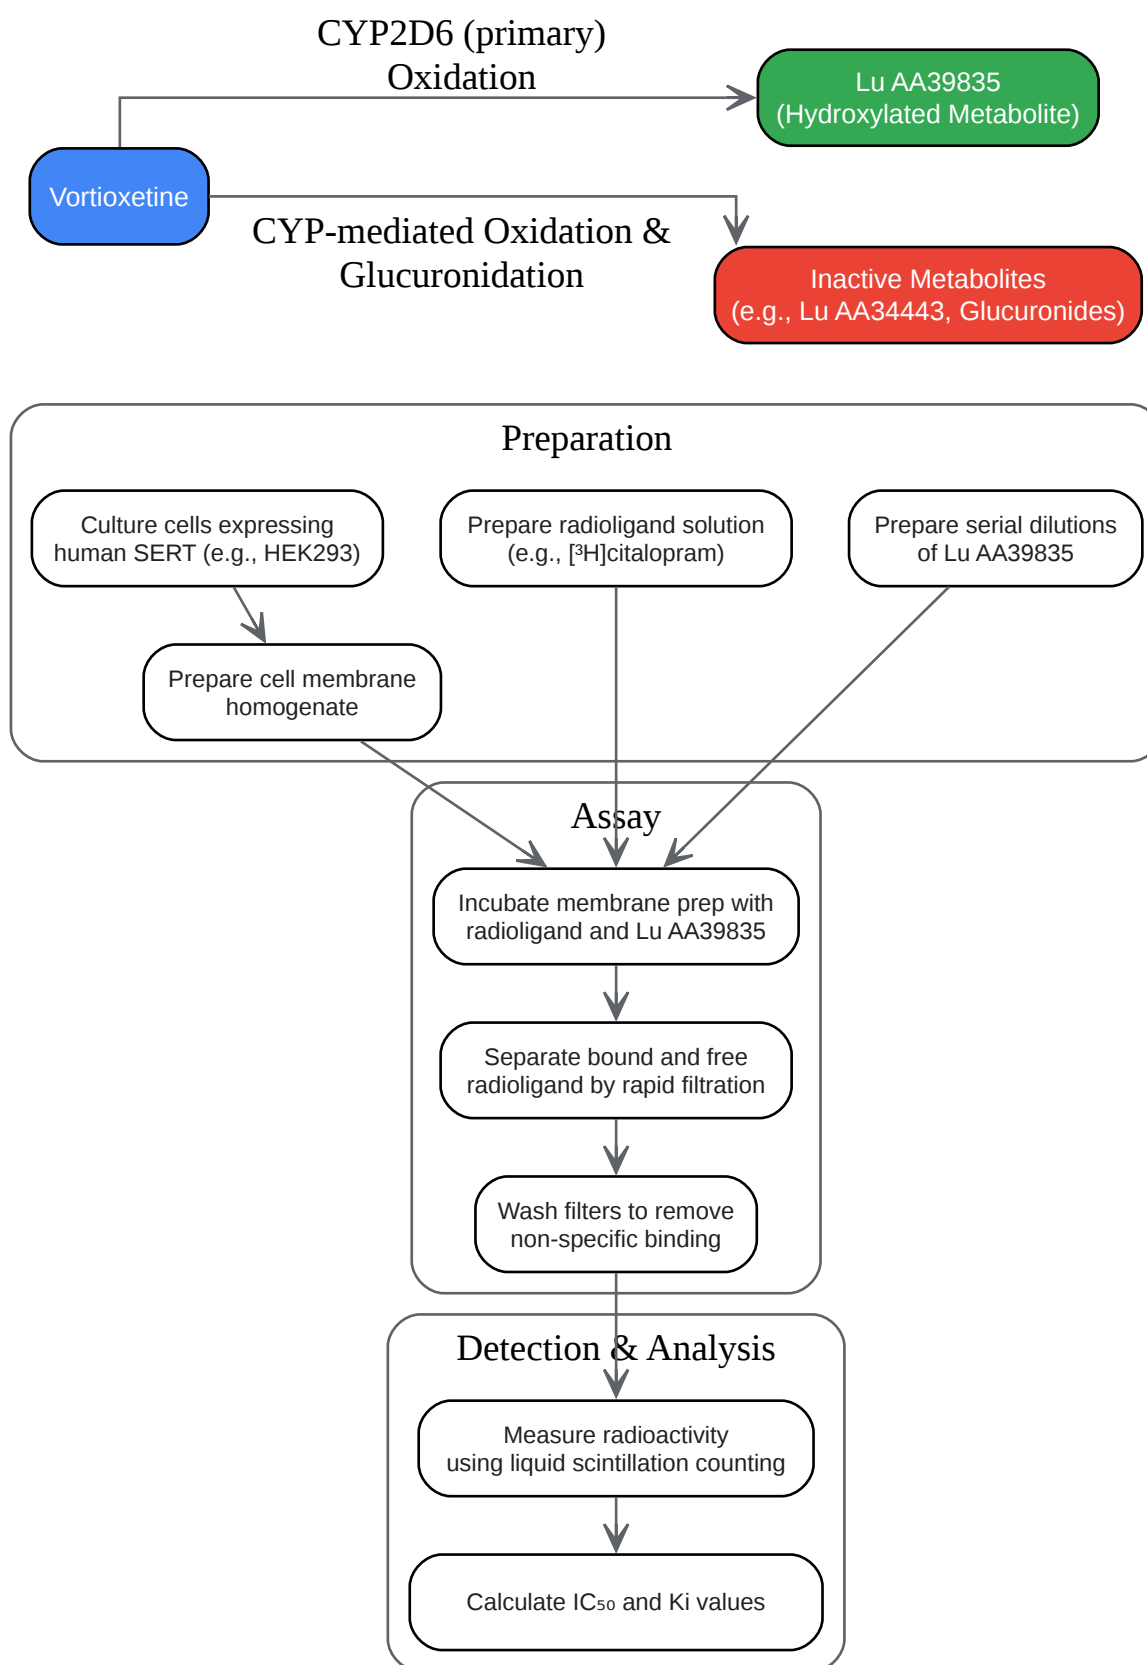 CYP2D6 (primary)
Oxidation
Lu AA39835
(Hydroxylated Metabolite)
Vortioxetine
CYP-mediated Oxidation &
Glucuronidation
Inactive Metabolites
(e.g., Lu AA34443, Glucuronides)
Preparation
Culture cells expressing
human SERT (e.g., HEK293)
Prepare radioligand solution
(e.g., [³H]citalopram)
Prepare serial dilutions
of Lu AA39835
Prepare cell membrane
homogenate
Assay
Incubate membrane prep with
radioligand and Lu AA39835
Separate bound and free
radioligand by rapid filtration
Wash filters to remove
non-specific binding
Detection & Analysis
Measure radioactivity
using liquid scintillation counting
Calculate IC₅₀ and Ki values